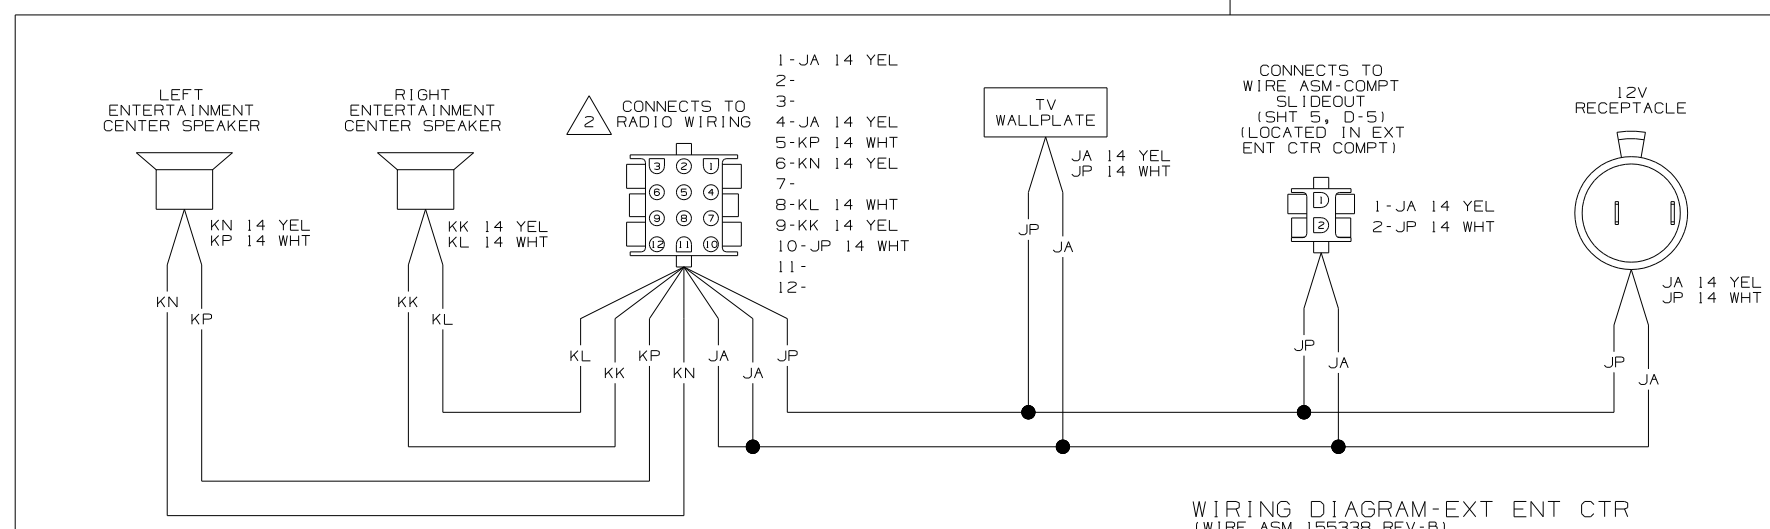 LEFT
ENTERTAINMENT
CENTER SPEAKER
KN 14 YEL
KP 14 WHT
KN
KP
RIGHT
ENTERTAINMENT
CENTER SPEAKER
KK 14 YEL
KL 14 WHT
KK
KL
2
CONNECTS TO
RADIO WIRING
3 2 1
6 5 4
9 8 7
12 11 10
1-JA 14 YEL
2-
3-
4-JA 14 YEL
5-KP 14 WHT
6-KN 14 YEL
7-
8-KL 14 WHT
9-KK 14 YEL
10-JP 14 WHT
11-
12-
KL
KK
KP
KN
JA
JA
JP
TV
WALLPLATE
JA 14 YEL
JP 14 WHT
JP
JA
CONNECTS TO
WIRE ASM-COMPT
SLIDEOUT
(SHT 5, D-5)
(LOCATED IN EXT
ENT CTR COMPT)
1
2
1-JA 14 YEL
2-JP 14 WHT
JP
JA
12V
RECEPTACLE
JA 14 YEL
JP 14 WHT
JP
JA
WIRING DIAGRAM-EXT ENT CTR
(WIRE ASM 155338 REV-B)